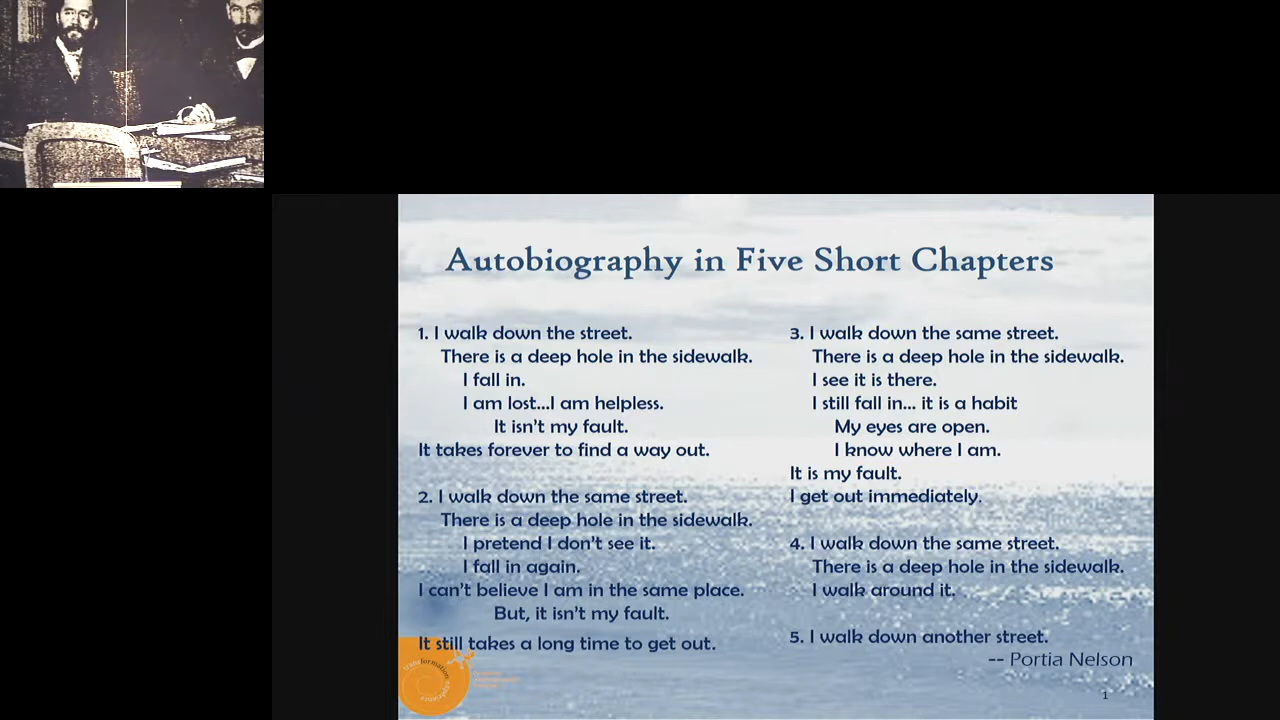 Autobiography in Five Short Chapters
1. I walk down the street.
There is a deep hole in the sidewalk.
I fall in.
I am lost...I am helpless.
It isn't my fault.
It takes forever to find a way out.
2. I walk down the same street.
There is a deep hole in the sidewalk.
I pretend I don't see it.
I fall in again.
I can't believe I am in the same place.
But, it isn't my fault.
It still takes a long time to get out.
3. I walk down the same street.
There is a deep hole in the sidewalk.
I see it is there.
I still fall in... it is a habit
My eyes are open.
I know where I am.
It is my fault.
I get out immediately.
4. I walk down the same street.
There is a deep hole in the sidewalk.
I walk around it.
5. I walk down another street.
-- Portia Nelson
1